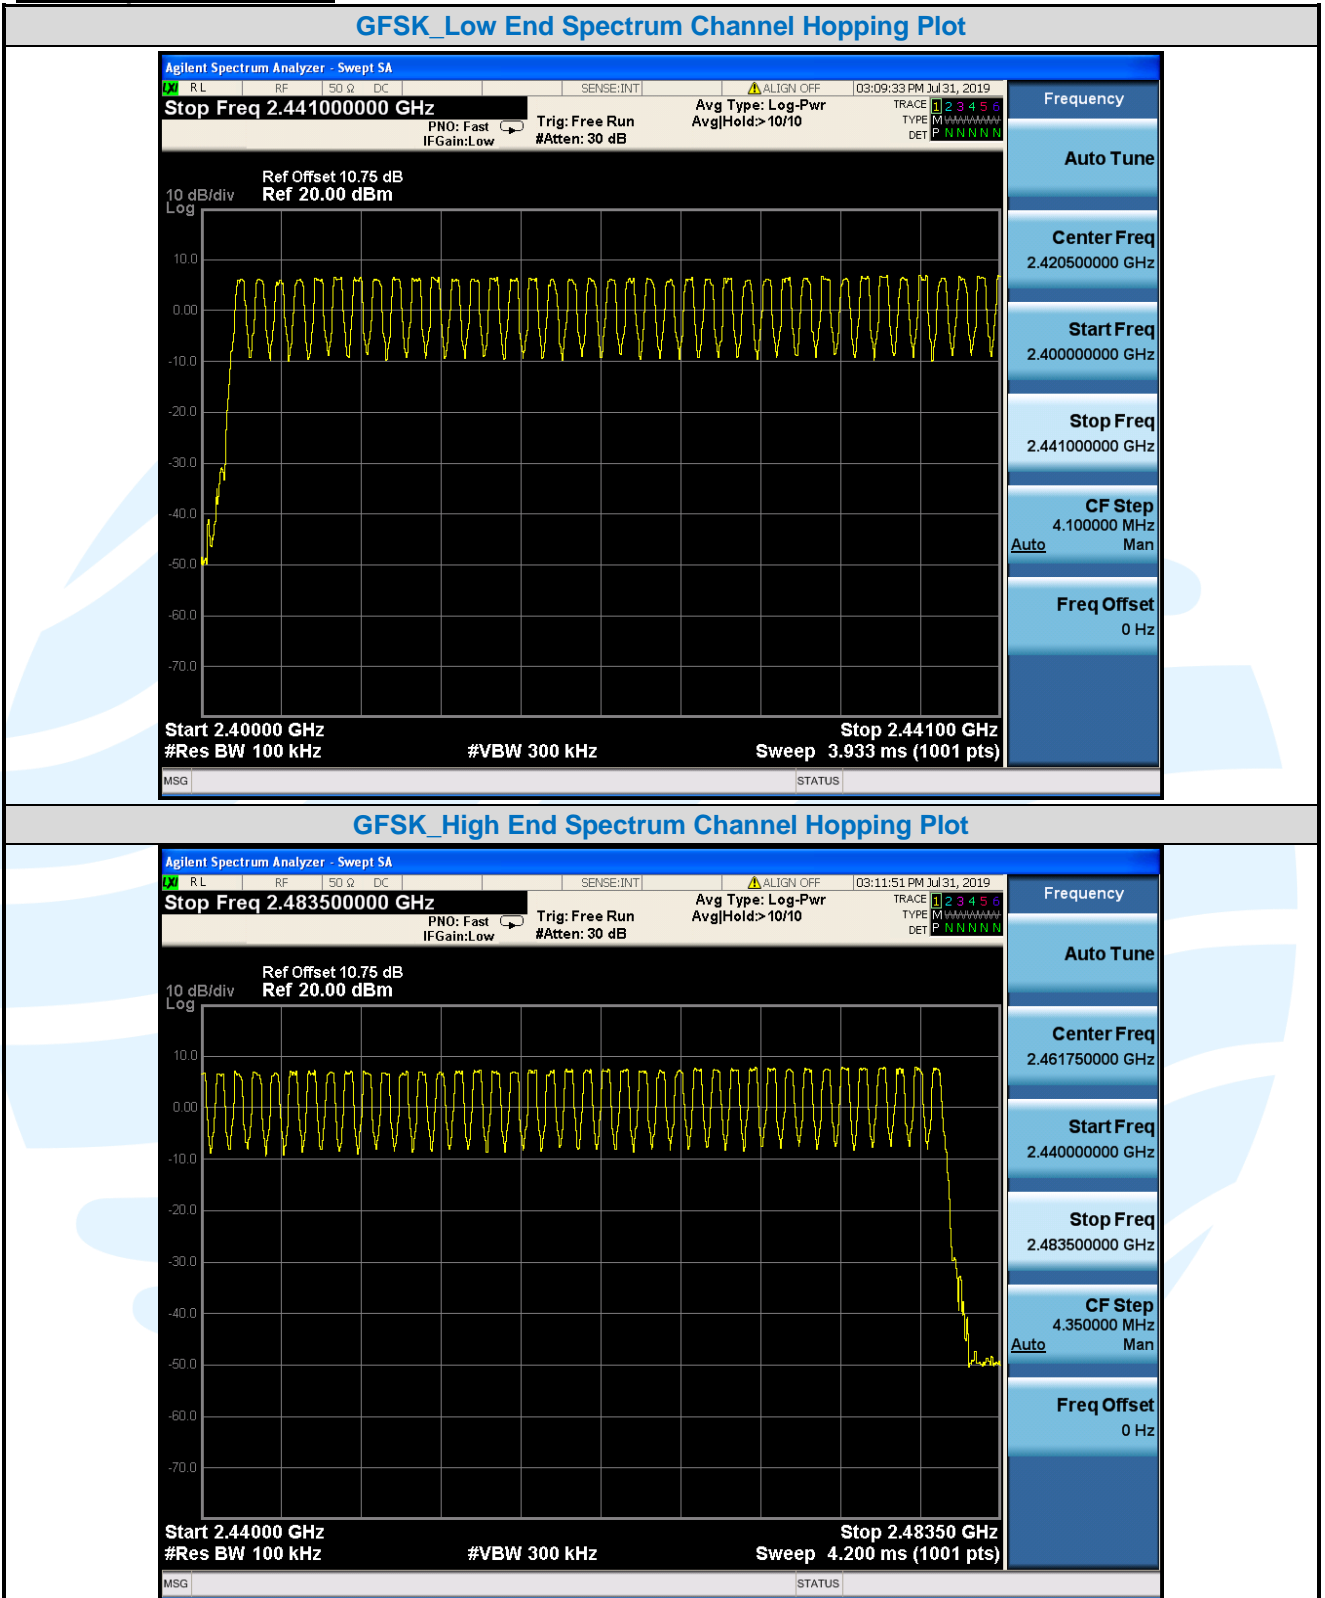 GFSK_Low End Spectrum Channel Hopping Plot
Agilent Spectrum Analyzer - Swept SA
LXI RL RF 50 Ω DC SENSE:INT ALIGN OFF 03:09:33 PM Jul 31, 2019
Stop Freq 2.441000000 GHz
PNO: Fast
IFGain:Low
Trig: Free Run
#Atten: 30 dB
Avg Type: Log-Pwr
Avg|Hold:> 10/10
TRACE 1 2 3 4 5 6
TYPE M
DET P N N N N N
Ref Offset 10.75 dB
10 dB/div Ref 20.00 dBm
Log
10.0
0.00
-10.0
-20.0
-30.0
-40.0
-50.0
-60.0
-70.0
Start 2.40000 GHz Stop 2.44100 GHz
#Res BW 100 kHz #VBW 300 kHz Sweep 3.933 ms (1001 pts)
MSG STATUS
Frequency
Auto Tune
Center Freq
2.420500000 GHz
Start Freq
2.400000000 GHz
Stop Freq
2.441000000 GHz
CF Step
4.100000 MHz
Auto Man
Freq Offset
0 Hz
GFSK_High End Spectrum Channel Hopping Plot
Agilent Spectrum Analyzer - Swept SA
LXI RL RF 50 Ω DC SENSE:INT ALIGN OFF 03:11:51 PM Jul 31, 2019
Stop Freq 2.483500000 GHz
PNO: Fast
IFGain:Low
Trig: Free Run
#Atten: 30 dB
Avg Type: Log-Pwr
Avg|Hold:> 10/10
TRACE 1 2 3 4 5 6
TYPE M
DET P N N N N N
Ref Offset 10.75 dB
10 dB/div Ref 20.00 dBm
Log
10.0
0.00
-10.0
-20.0
-30.0
-40.0
-50.0
-60.0
-70.0
Start 2.44000 GHz Stop 2.48350 GHz
#Res BW 100 kHz #VBW 300 kHz Sweep 4.200 ms (1001 pts)
MSG STATUS
Frequency
Auto Tune
Center Freq
2.461750000 GHz
Start Freq
2.440000000 GHz
Stop Freq
2.483500000 GHz
CF Step
4.350000 MHz
Auto Man
Freq Offset
0 Hz